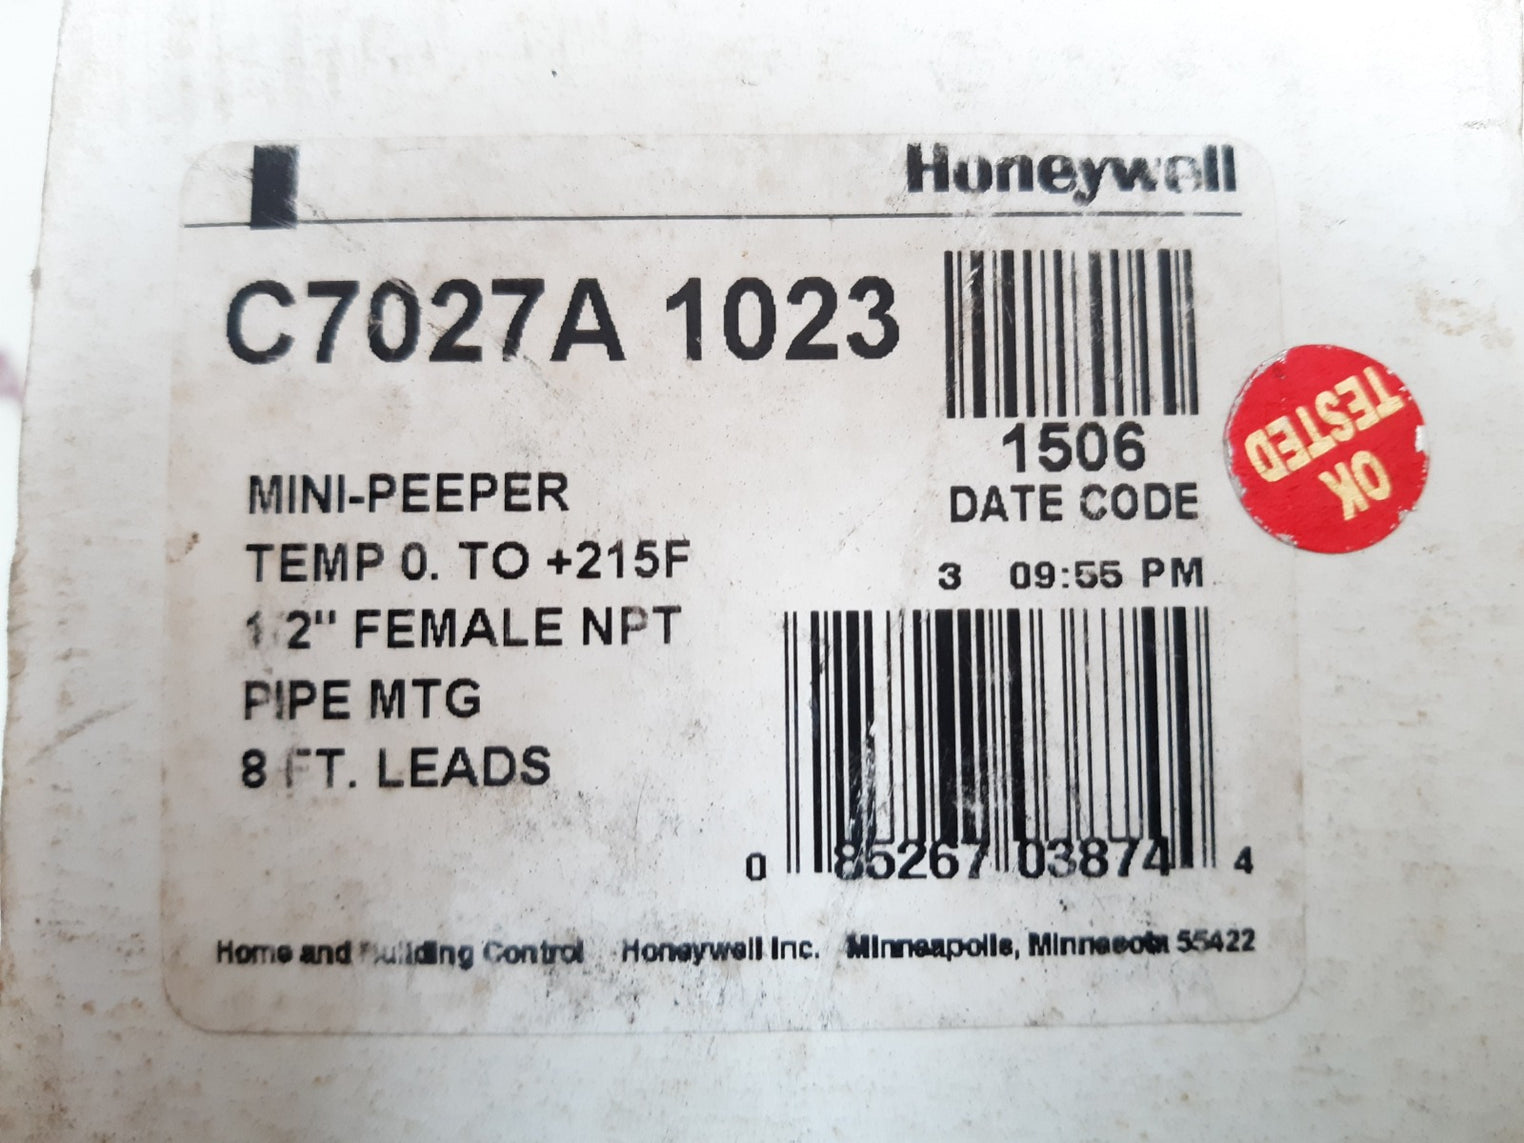 Honeywell
C7027A 1023
1506
DATE CODE
MINI-PEEPER
TEMP 0. TO +215F
1/2" FEMALE NPT
PIPE MTG
8 FT. LEADS
3 09:55 PM
0 85267 03874 4
Home and Building Control Honeywell Inc. Minneapolis, Minnesota 55422
OK
TESTED